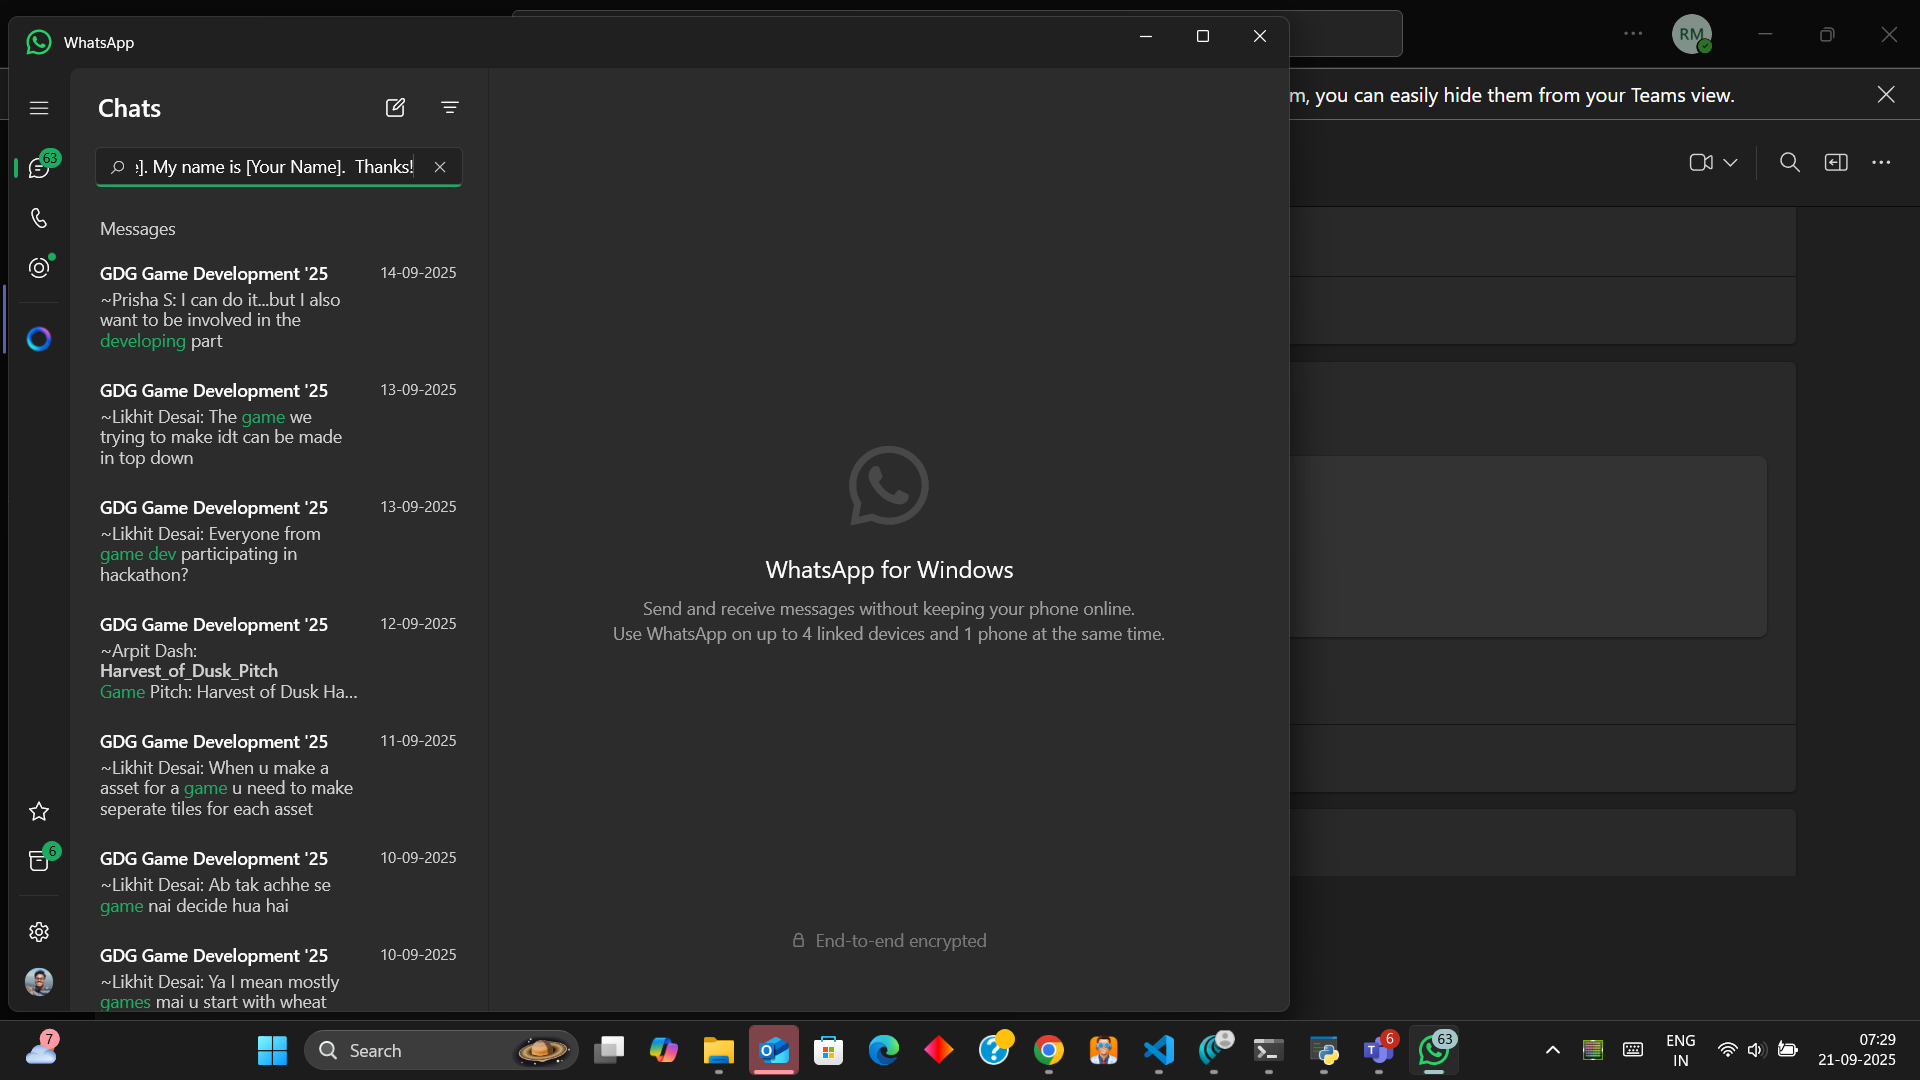 WhatsApp
RM
m, you can easily hide them from your Teams view.
Chats
63
]. My name is [Your Name].  Thanks!
Messages
GDG Game Development '25
14-09-2025
~Prisha S: I can do it...but I also
want to be involved in the
developing part
GDG Game Development '25
13-09-2025
~Likhit Desai: The game we
trying to make idt can be made
in top down
GDG Game Development '25
13-09-2025
~Likhit Desai: Everyone from
game dev participating in
hackathon?
GDG Game Development '25
12-09-2025
~Arpit Dash:
Harvest_of_Dusk_Pitch
Game Pitch: Harvest of Dusk Ha...
GDG Game Development '25
11-09-2025
~Likhit Desai: When u make a
asset for a game u need to make
seperate tiles for each asset
GDG Game Development '25
10-09-2025
~Likhit Desai: Ab tak achhe se
game nai decide hua hai
GDG Game Development '25
10-09-2025
~Likhit Desai: Ya I mean mostly
games mai u start with wheat
6
WhatsApp for Windows
Send and receive messages without keeping your phone online.
Use WhatsApp on up to 4 linked devices and 1 phone at the same time.
End-to-end encrypted
7
Search
6
63
ENG
IN
07:29
21-09-2025